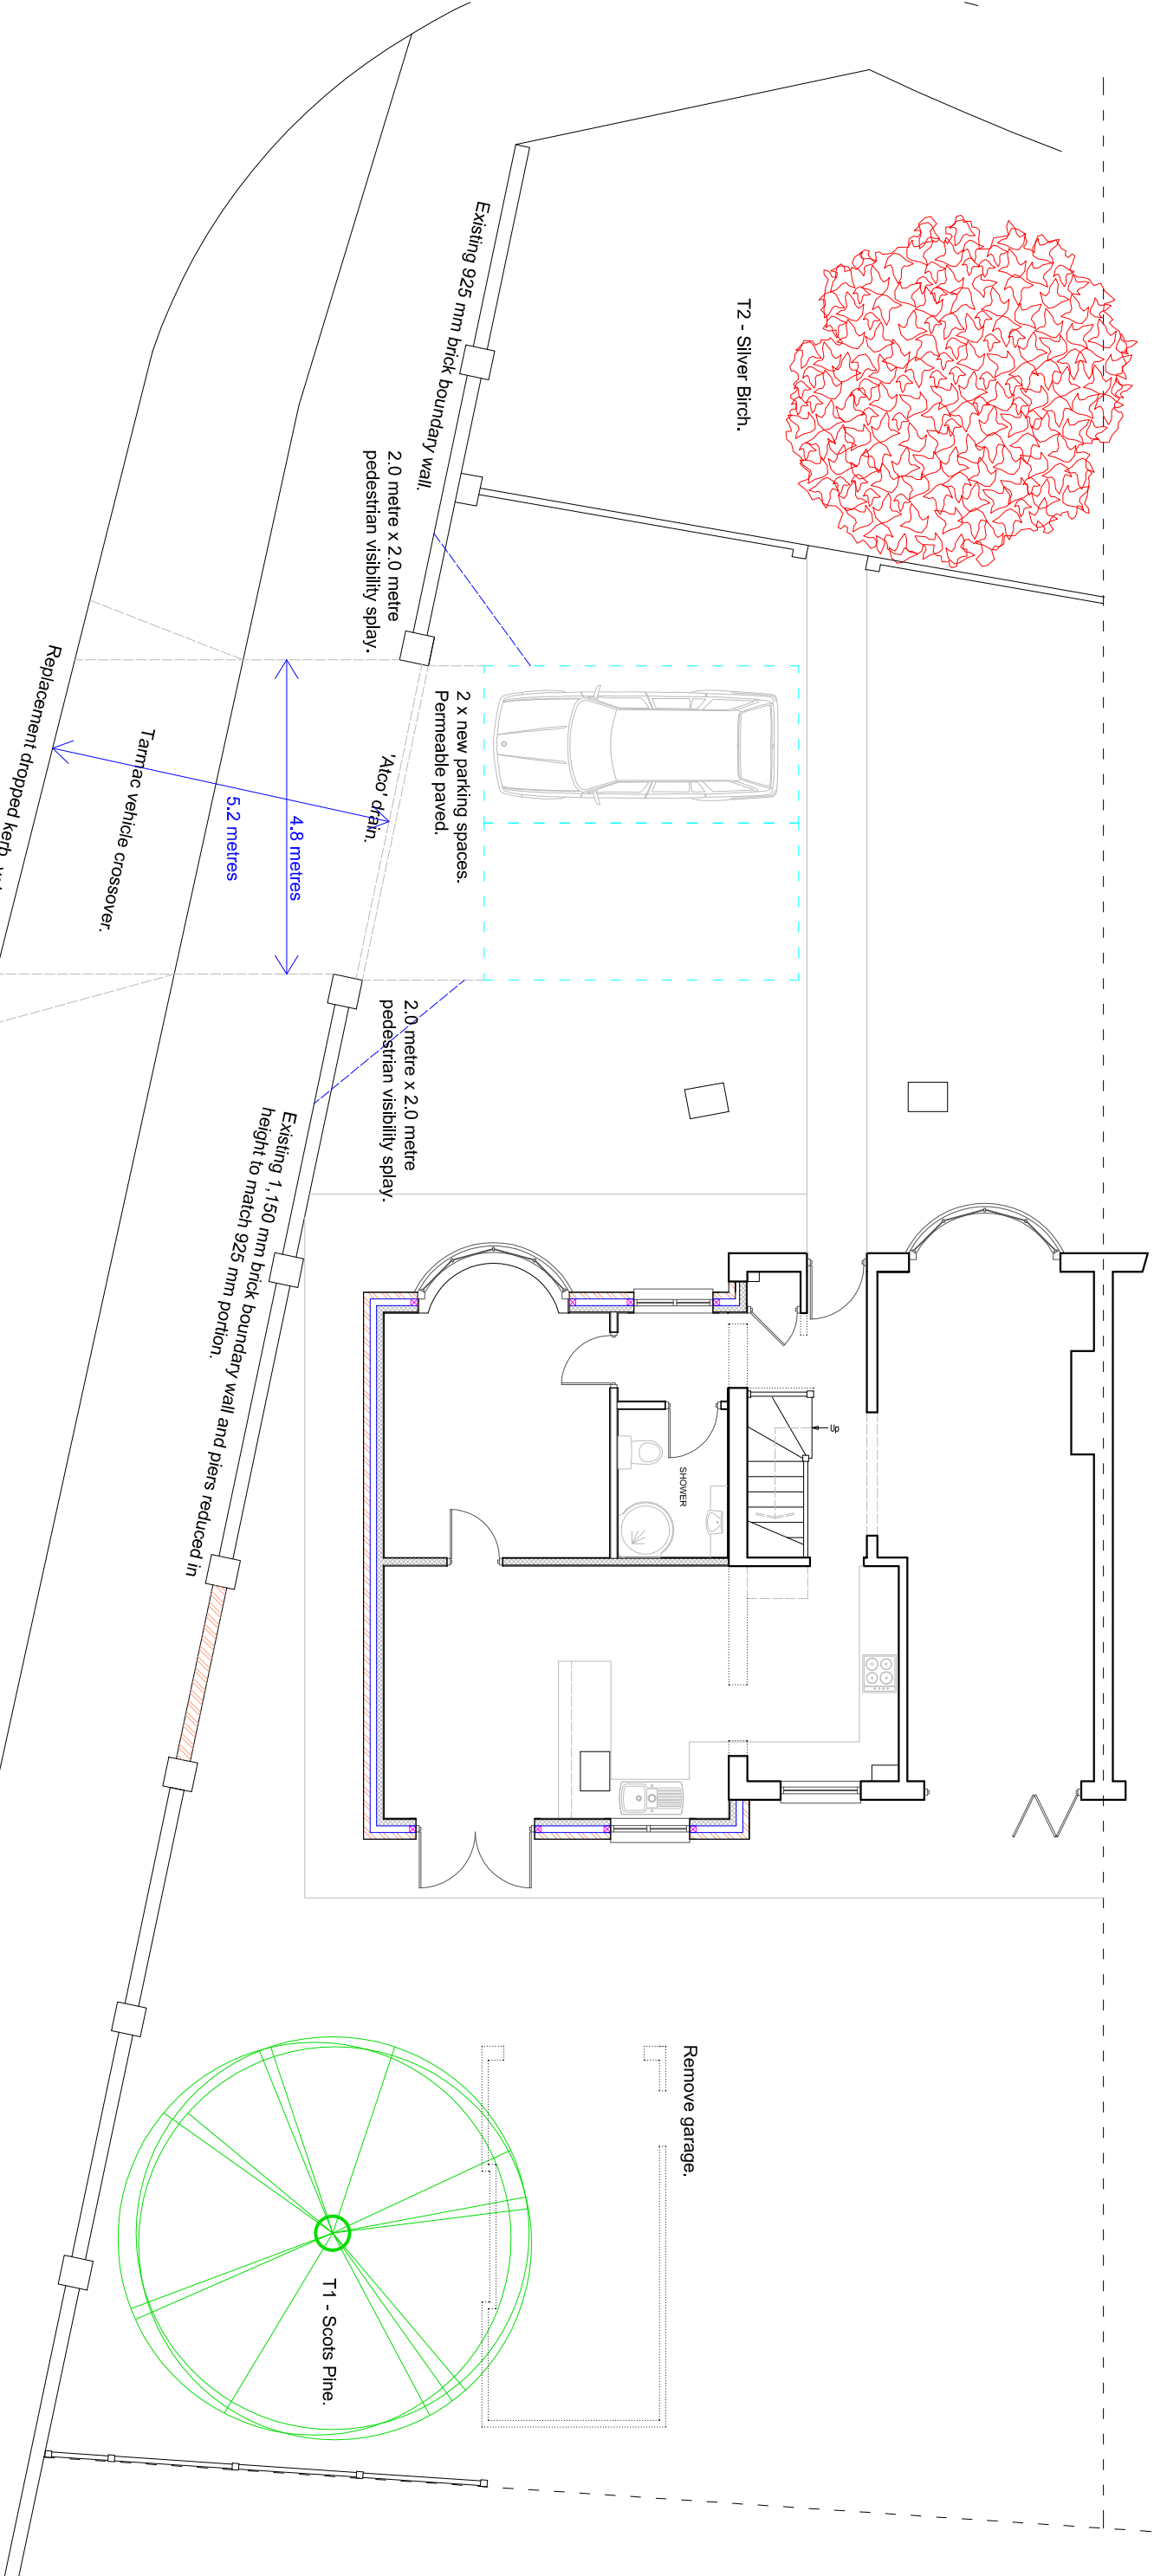 T2 - Silver Birch.
Existing 925 mm brick boundary wall.
2.0 metre x 2.0 metre
pedestrian visibility splay.
2 x new parking spaces.
Permeable paved.
'Atco' drain.
4.8 metres
5.2 metres
Tarmac vehicle crossover.
Replacement dropped kerb.
2.0 metre x 2.0 metre
pedestrian visibility splay.
Existing 1,150 mm brick boundary wall and piers reduced in
height to match 925 mm portion.
Up
SHOWER
Remove garage.
T1 - Scots Pine.